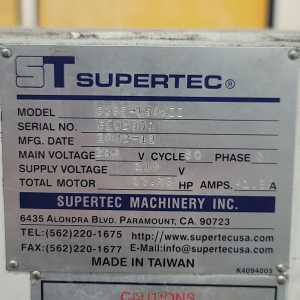 ST SUPERTEC®
MODEL
SERIAL NO.
MFG. DATE
MAIN VOLTAGE V CYCLE PHASE
SUPPLY VOLTAGE V
TOTAL MOTOR HP AMPS.
SUPERTEC MACHINERY INC.
6435 ALONDRA BLVD. PARAMOUNT, CA. 90723
TEL:(562)220-1675 http://www.supertecusa.com
FAX:(562)220-1677 E-Mail:info@supertecusa.com
MADE IN TAIWAN
K4094005
CAUTIONS